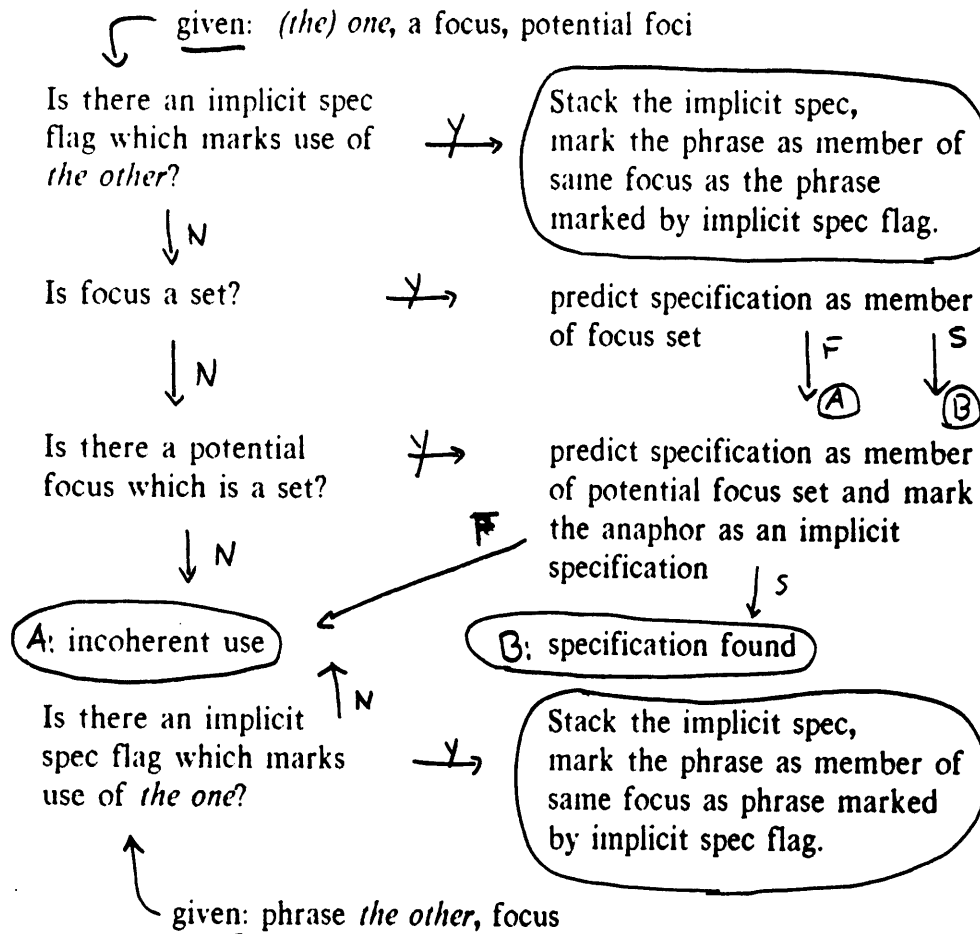 given: (the) one, a focus, potential foci
Is there an implicit spec
flag which marks use of
the other?
Y
Stack the implicit spec,
mark the phrase as member of
same focus as the phrase
marked by implicit spec flag.
N
Is focus a set?
Y
predict specification as member
of focus set
F
S
A
B
N
Is there a potential
focus which is a set?
Y
predict specification as member
of potential focus set and mark
the anaphor as an implicit
specification
F
S
N
A: incoherent use
B: specification found
N
Is there an implicit
spec flag which marks
use of the one?
Y
Stack the implicit spec,
mark the phrase as member of
same focus as phrase marked
by implicit spec flag.
given: phrase the other, focus